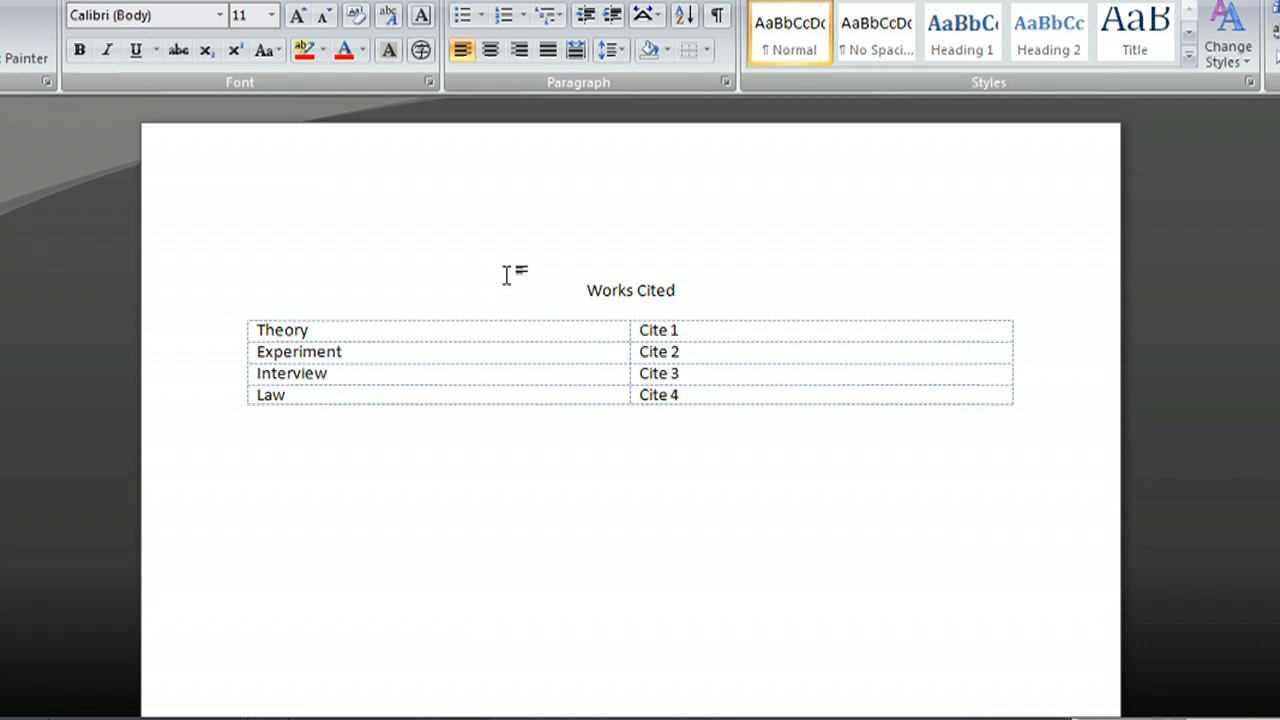 Calibri (Body) 11
Painter
Font
Paragraph
AaBbCcDc AaBbCcDc AaBbC AaBbCc AaB
¶ Normal ¶ No Spaci... Heading 1 Heading 2 Title
Change
Styles
Styles
Works Cited
Theory Cite 1
Experiment Cite 2
Interview Cite 3
Law Cite 4